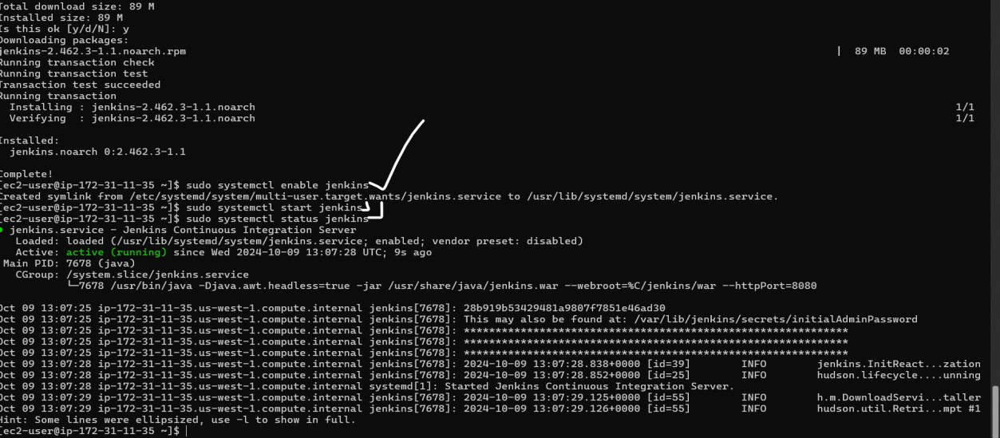 Total download size: 89 M
Installed size: 89 M
Is this ok [y/d/N]: y
Downloading packages:
jenkins-2.462.3-1.1.noarch.rpm | 89 MB 00:00:02
Running transaction check
Running transaction test
Transaction test succeeded
Running transaction
Installing : jenkins-2.462.3-1.1.noarch 1/1
Verifying : jenkins-2.462.3-1.1.noarch 1/1
Installed:
jenkins.noarch 0:2.462.3-1.1
Complete!
[ec2-user@ip-172-31-11-35 ~]$ sudo systemctl enable jenkins
Created symlink from /etc/systemd/system/multi-user.target.wants/jenkins.service to /usr/lib/systemd/system/jenkins.service.
[ec2-user@ip-172-31-11-35 ~]$ sudo systemctl start jenkins
[ec2-user@ip-172-31-11-35 ~]$ sudo systemctl status jenkins
● jenkins.service - Jenkins Continuous Integration Server
Loaded: loaded (/usr/lib/systemd/system/jenkins.service; enabled; vendor preset: disabled)
Active: active (running) since Wed 2024-10-09 13:07:28 UTC; 9s ago
Main PID: 7678 (java)
CGroup: /system.slice/jenkins.service
└─7678 /usr/bin/java -Djava.awt.headless=true -jar /usr/share/java/jenkins.war --webroot=%C/jenkins/war --httpPort=8080
Oct 09 13:07:25 ip-172-31-11-35.us-west-1.compute.internal jenkins[7678]: 28b919b53429481a9807f7851e46ad30
Oct 09 13:07:25 ip-172-31-11-35.us-west-1.compute.internal jenkins[7678]: This may also be found at: /var/lib/jenkins/secrets/initialAdminPassword
Oct 09 13:07:25 ip-172-31-11-35.us-west-1.compute.internal jenkins[7678]: *************************************************************
Oct 09 13:07:25 ip-172-31-11-35.us-west-1.compute.internal jenkins[7678]: *************************************************************
Oct 09 13:07:25 ip-172-31-11-35.us-west-1.compute.internal jenkins[7678]: *************************************************************
Oct 09 13:07:28 ip-172-31-11-35.us-west-1.compute.internal jenkins[7678]: 2024-10-09 13:07:28.838+0000 [id=39] INFO jenkins.InitReact...zation
Oct 09 13:07:28 ip-172-31-11-35.us-west-1.compute.internal jenkins[7678]: 2024-10-09 13:07:28.852+0000 [id=25] INFO hudson.lifecycle....unning
Oct 09 13:07:28 ip-172-31-11-35.us-west-1.compute.internal systemd[1]: Started Jenkins Continuous Integration Server.
Oct 09 13:07:29 ip-172-31-11-35.us-west-1.compute.internal jenkins[7678]: 2024-10-09 13:07:29.125+0000 [id=55] INFO h.m.DownloadServi...taller
Oct 09 13:07:29 ip-172-31-11-35.us-west-1.compute.internal jenkins[7678]: 2024-10-09 13:07:29.126+0000 [id=55] INFO hudson.util.Retri...mpt #1
Hint: Some lines were ellipsized, use -l to show in full.
[ec2-user@ip-172-31-11-35 ~]$